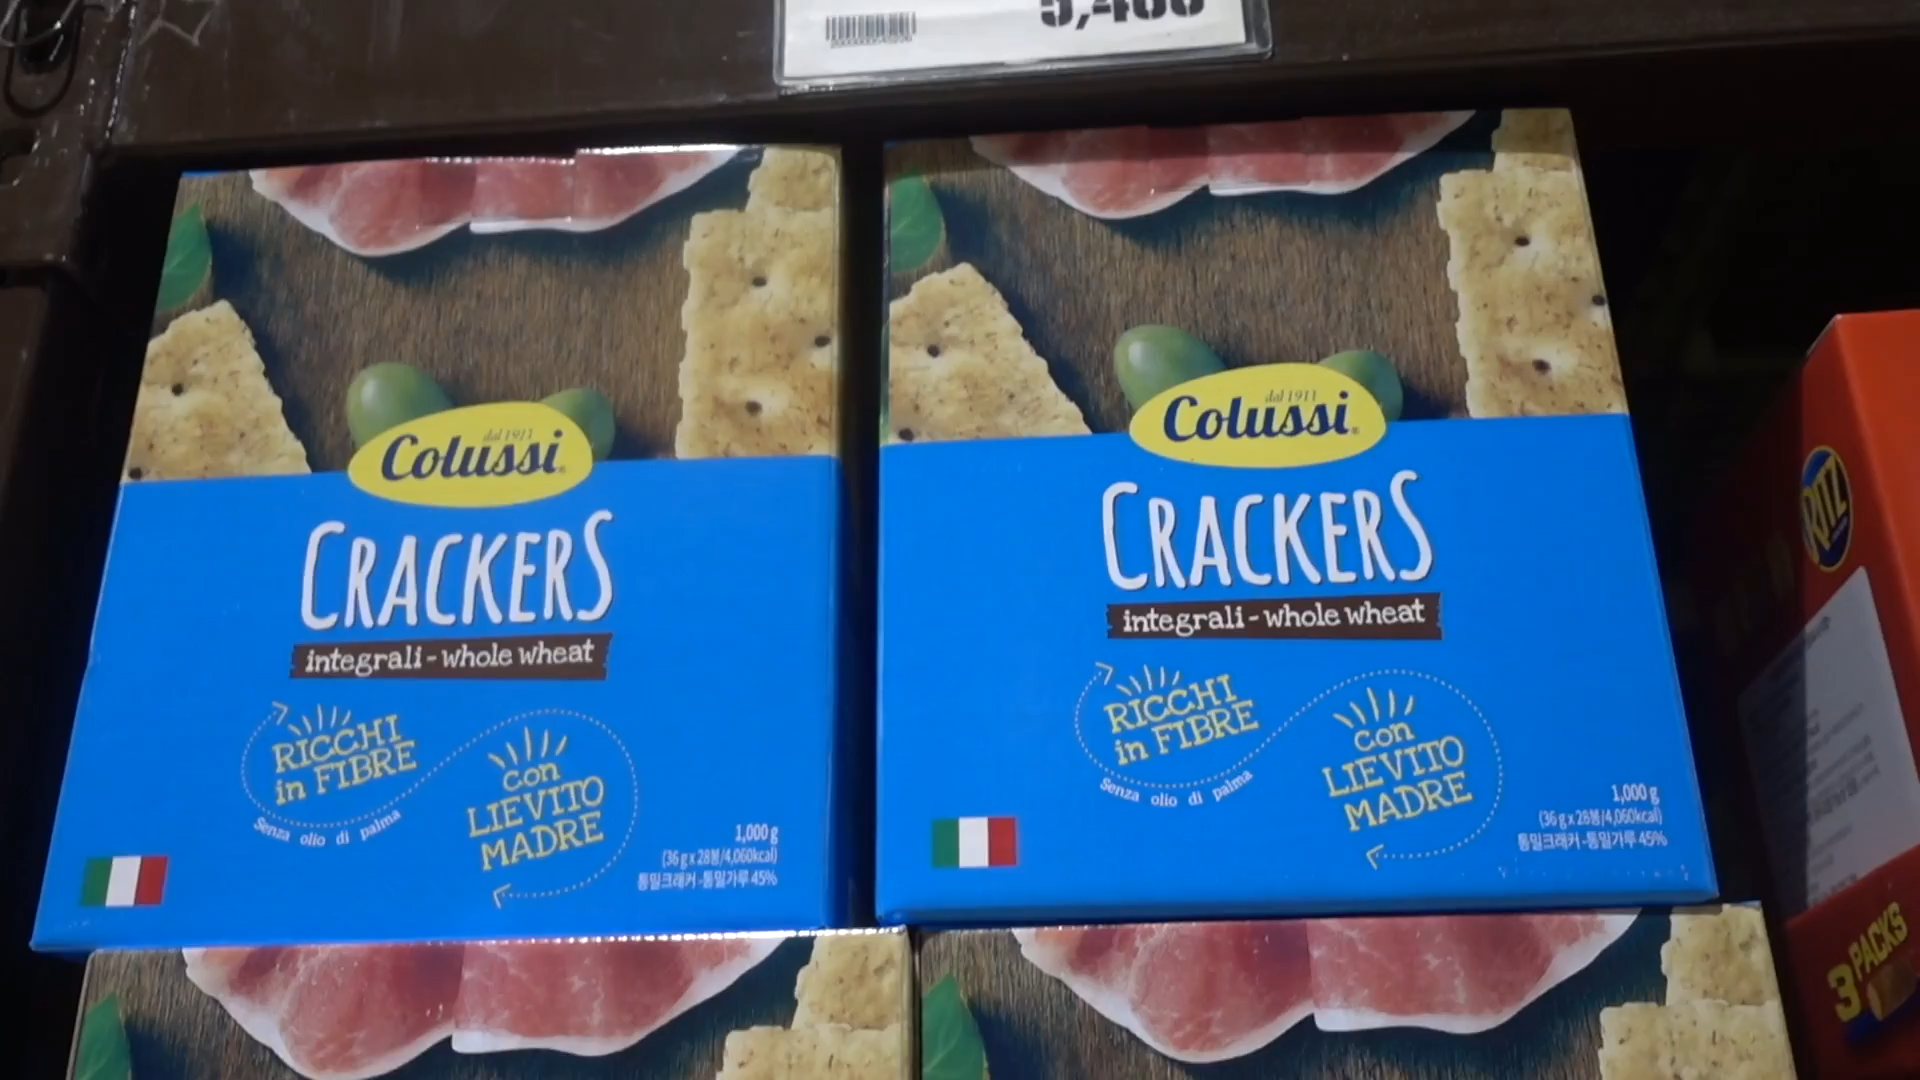 dal 1911
Colussi
CRACKERS
integrali - whole wheat
RICCHI
in FIBRE
Senza olio di palma
con
LIEVITO
MADRE
1,000 g
(36 g x 28봉/4,060kcal)
통밀크래커-통밀가루 45%
dal 1911
Colussi
CRACKERS
integrali - whole wheat
RICCHI
in FIBRE
Senza olio di palma
con
LIEVITO
MADRE
1,000 g
(36 g x 28봉/4,060kcal)
통밀크래커-통밀가루 45%
RITZ
3 PACKS